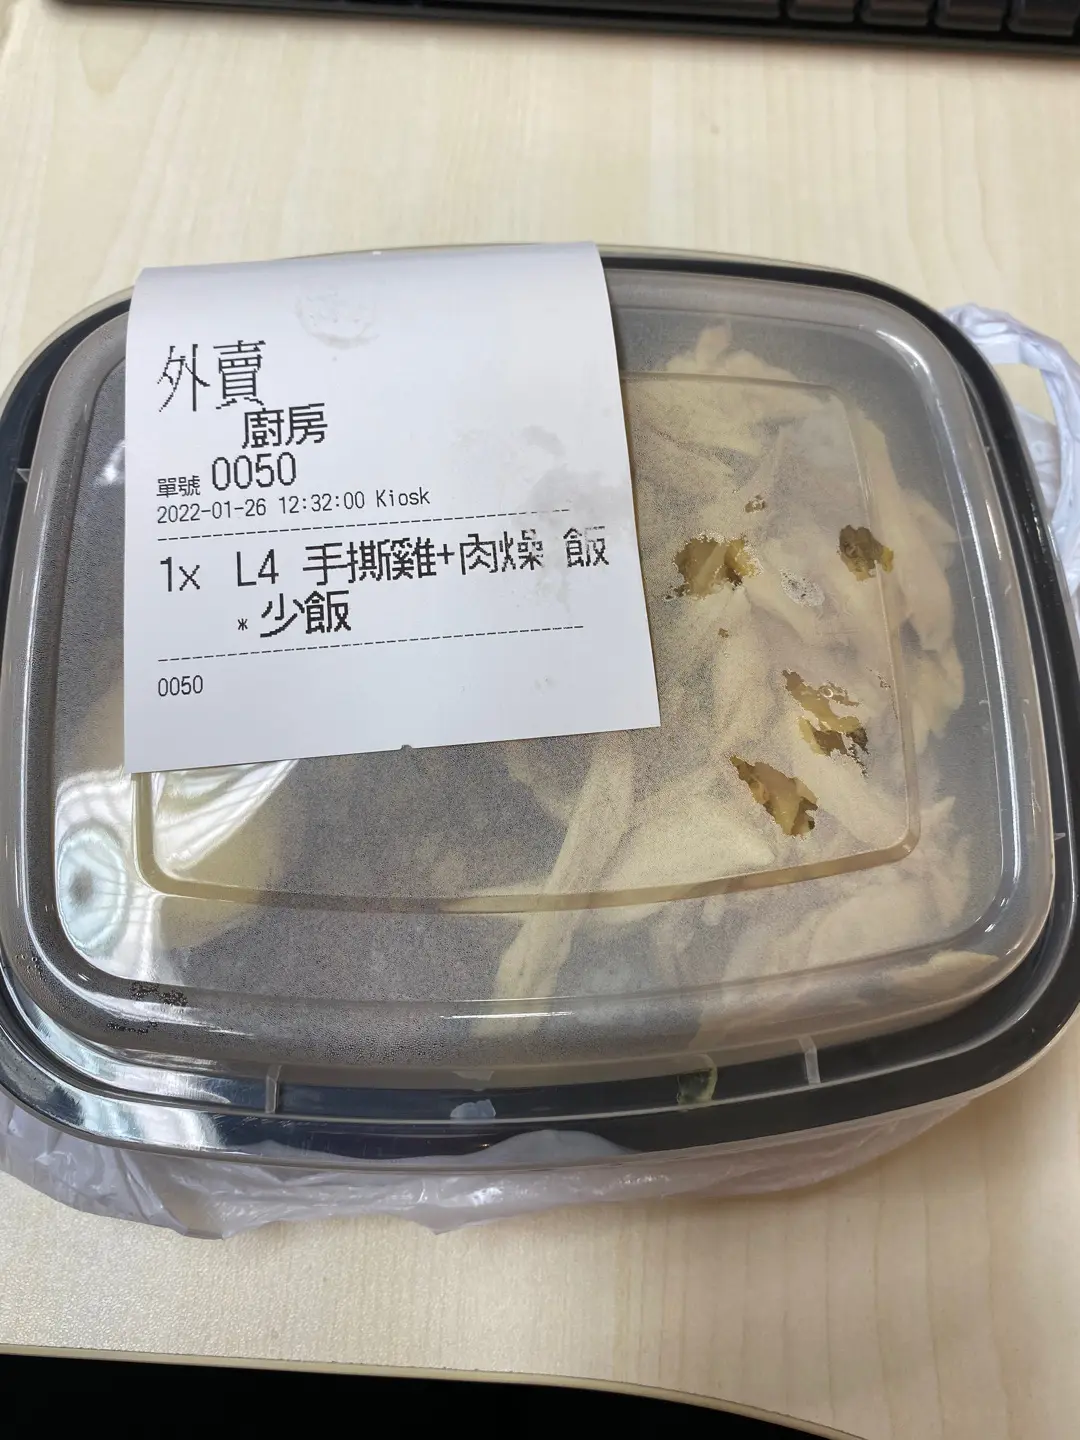 外賣
廚房
單號 0050
2022-01-26 12:32:00 Kiosk
1x L4 手撕雞+肉燥 飯
* 少飯
0050